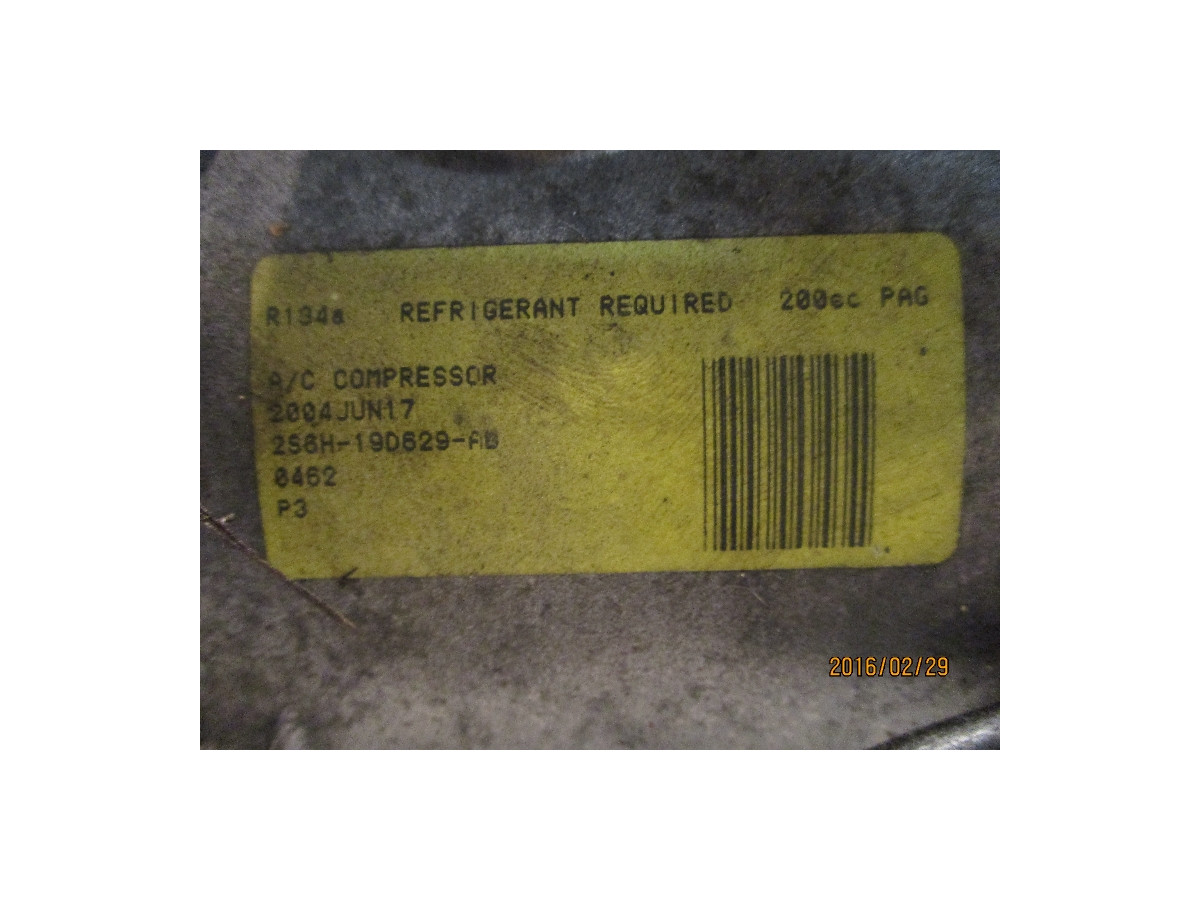 R134a REFRIGERANT REQUIRED 200cc PAG
A/C COMPRESSOR
2004JUN17
2S6H-19D629-AB
0462
P3
2016/02/29